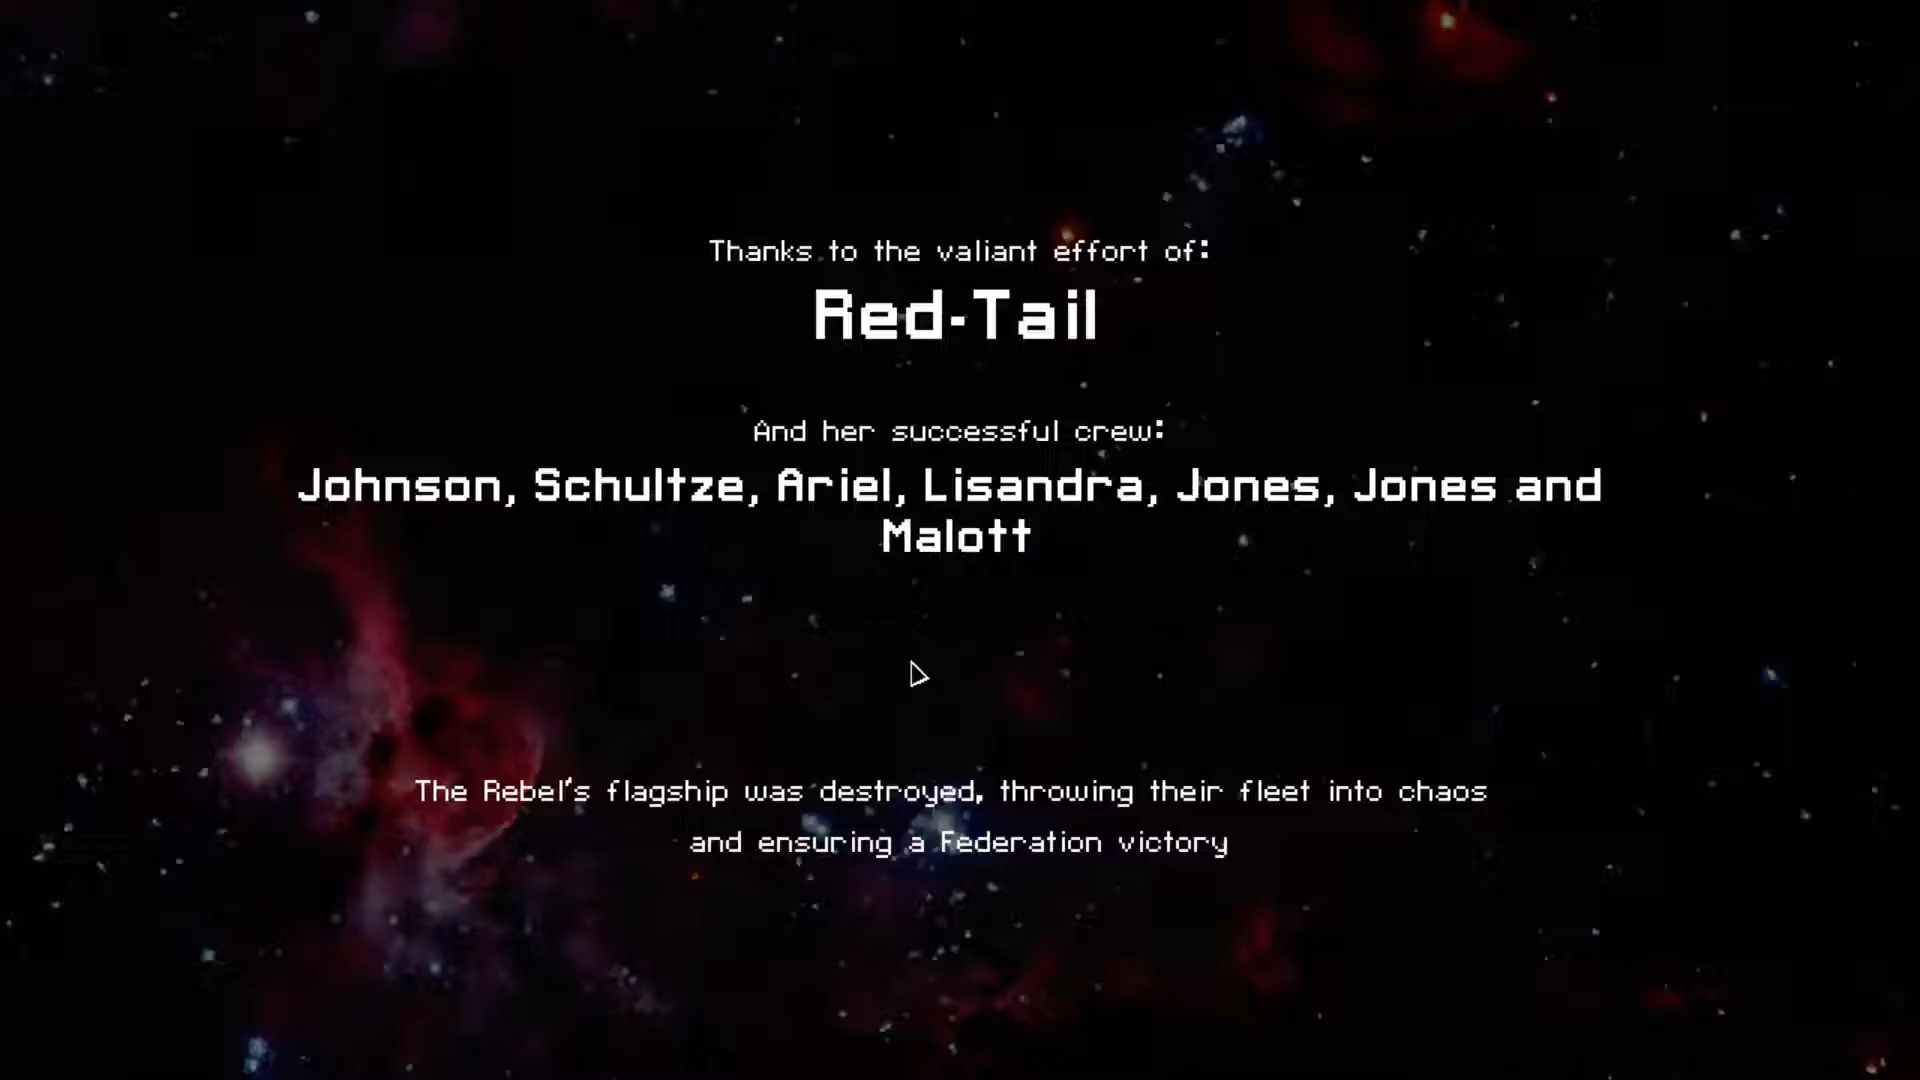 Thanks to the valiant effort of:
Red-Tail
And her successful crew:
Johnson, Schultze, Ariel, Lisandra, Jones, Jones and
Malott
The Rebel's flagship was destroyed, throwing their fleet into chaos
and ensuring a Federation victory